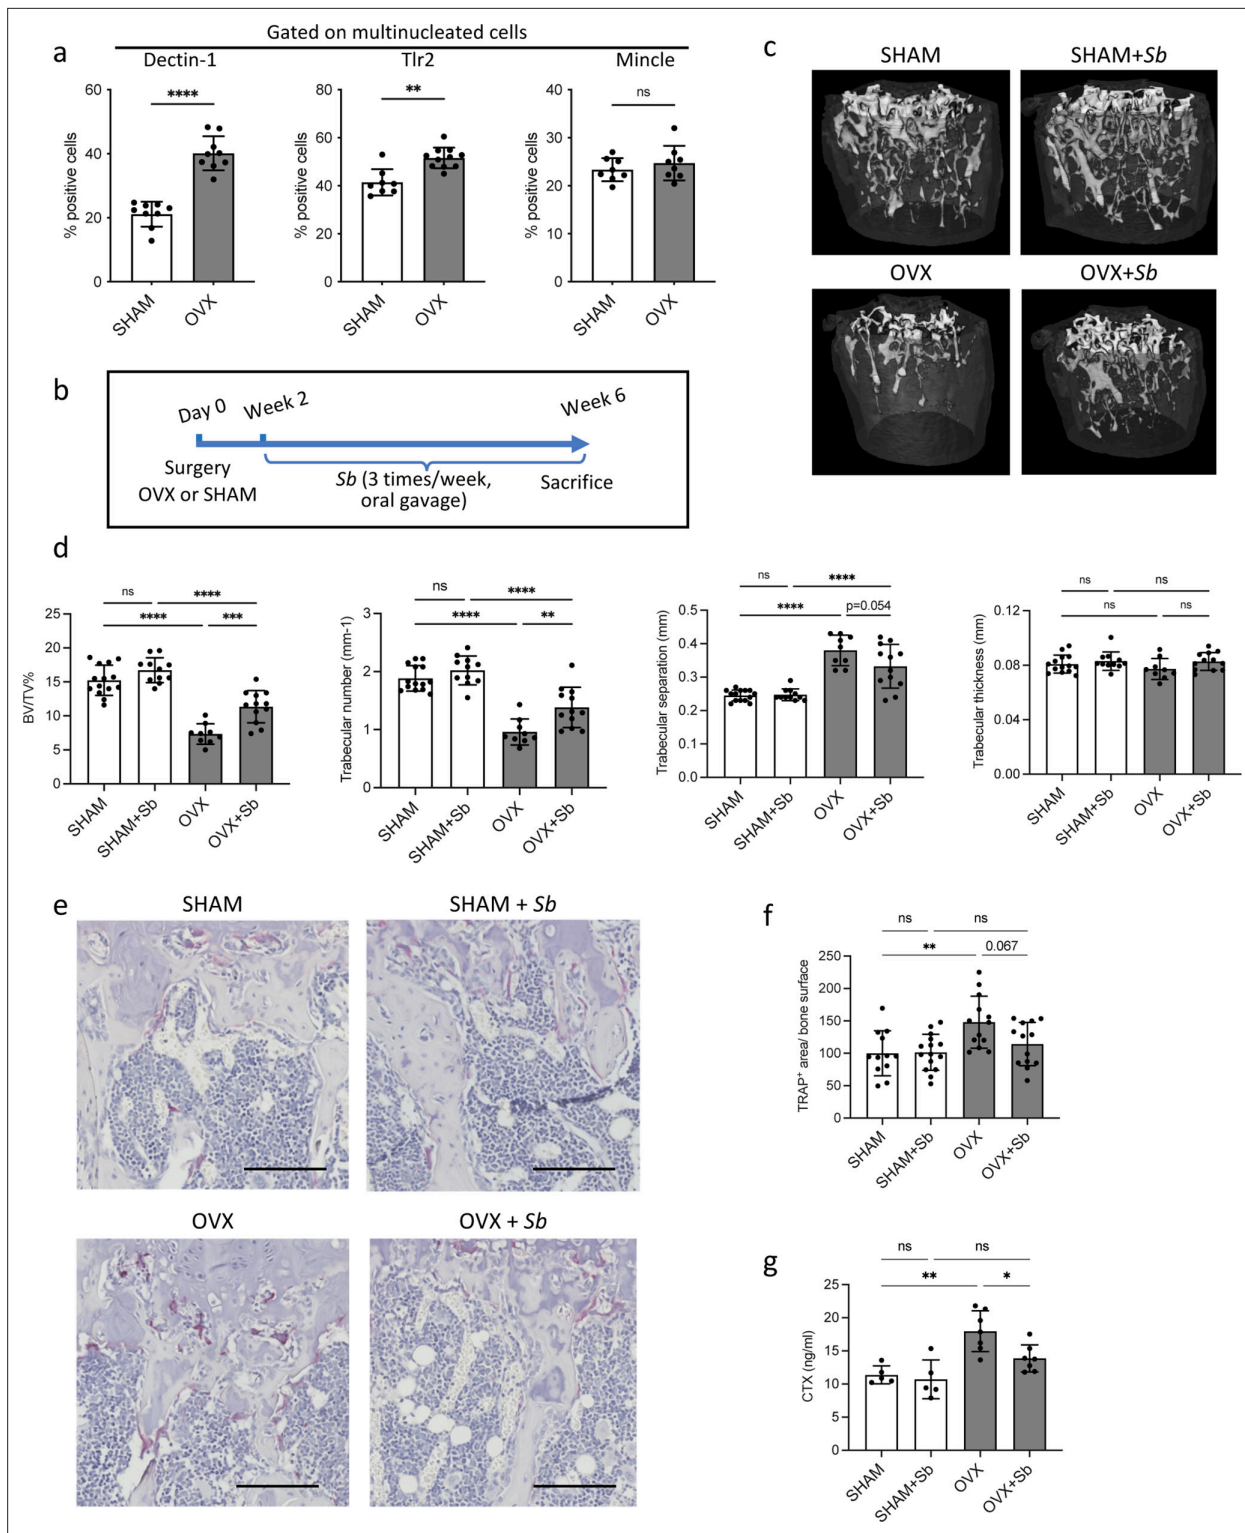 a
Gated on multinucleated cells
Dectin-1
Tlr2
Mincle
% positive cells
60
40
20
0
****
SHAM
OVX
% positive cells
80
60
40
20
0
**
SHAM
OVX
% positive cells
40
30
20
10
0
ns
SHAM
OVX
b
Day 0
Week 2
Week 6
Surgery
OVX or SHAM
Sb (3 times/week,
oral gavage)
Sacrifice
c
SHAM
SHAM+Sb
OVX
OVX+Sb
d
ns
****
****
***
BV/TV%
25
20
15
10
5
0
SHAM
SHAM+Sb
OVX
OVX+Sb
ns
****
****
**
Trabecular number (mm-1)
3
2
1
0
SHAM
SHAM+Sb
OVX
OVX+Sb
ns
****
****
p=0.054
Trabecular separation (mm)
0.5
0.4
0.3
0.2
0.1
0.0
SHAM
SHAM+Sb
OVX
OVX+Sb
ns
ns
ns
ns
Trabecular thickness (mm)
0.12
0.08
0.04
0.00
SHAM
SHAM+Sb
OVX
OVX+Sb
e
SHAM
SHAM + Sb
OVX
OVX + Sb
f
ns
ns
**
0.067
TRAP+ area/ bone surface
250
200
150
100
50
0
SHAM
SHAM+Sb
OVX
OVX+Sb
g
ns
ns
**
*
CTX (ng/ml)
25
20
15
10
5
0
SHAM
SHAM+Sb
OVX
OVX+Sb